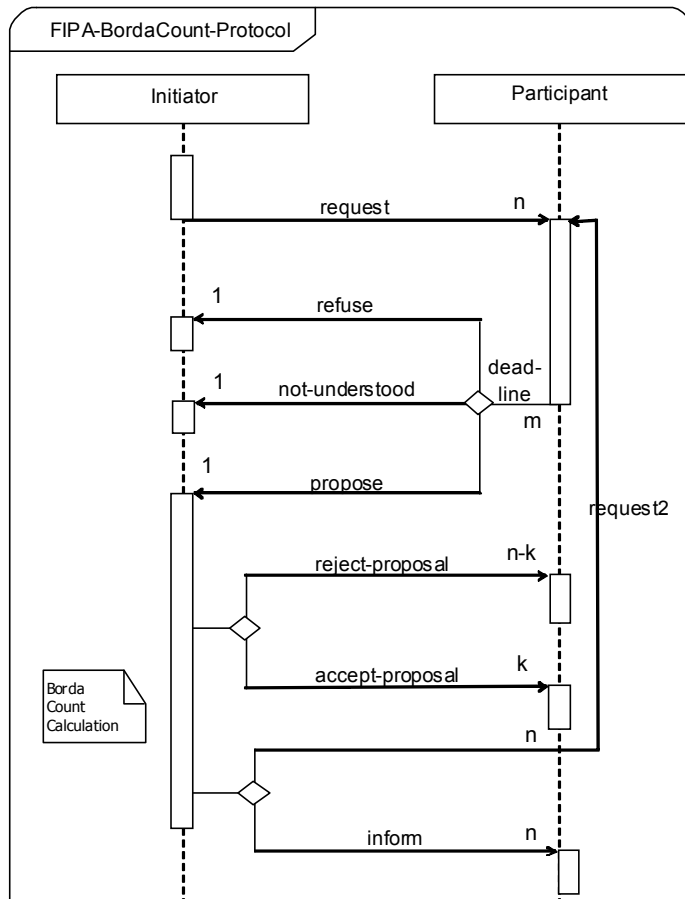 FIPA-BordaCount-Protocol
Initiator
Participant
request
n
1
refuse
dead-
line
1
not-understood
m
1
propose
request2
n-k
reject-proposal
k
accept-proposal
Borda
Count
Calculation
n
n
inform